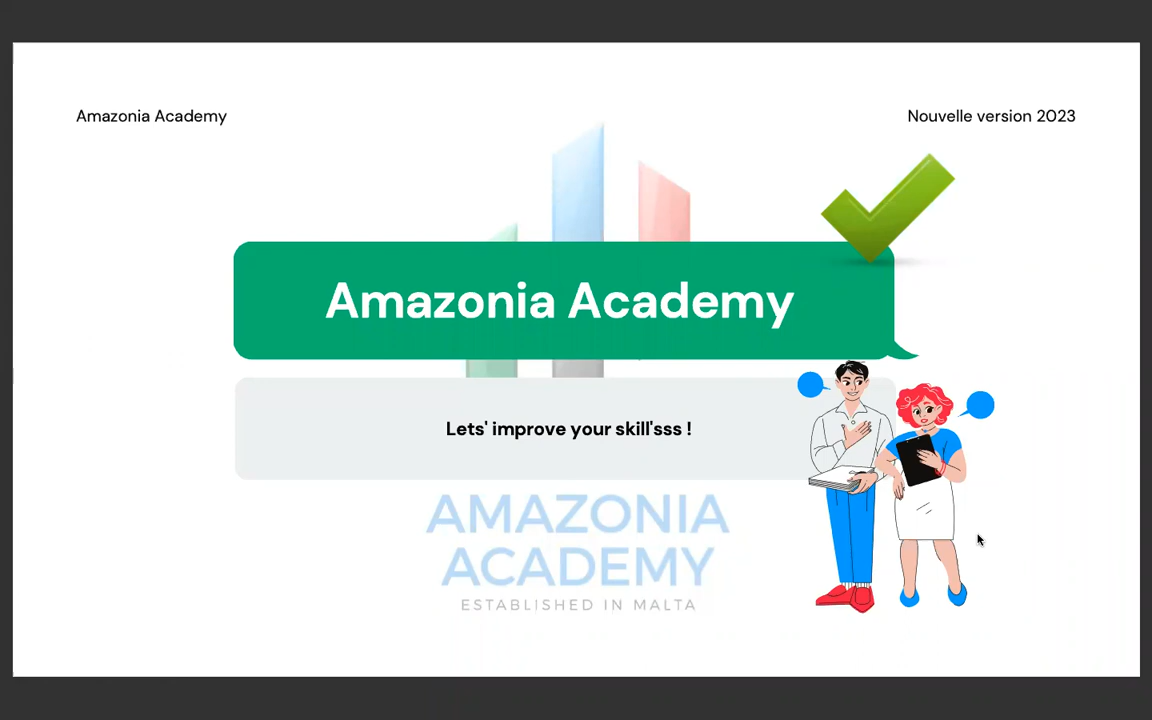 Amazonia Academy
Nouvelle version 2023
Amazonia Academy
Lets' improve your skill'sss !
AMAZONIA
ACADEMY
ESTABLISHED IN MALTA